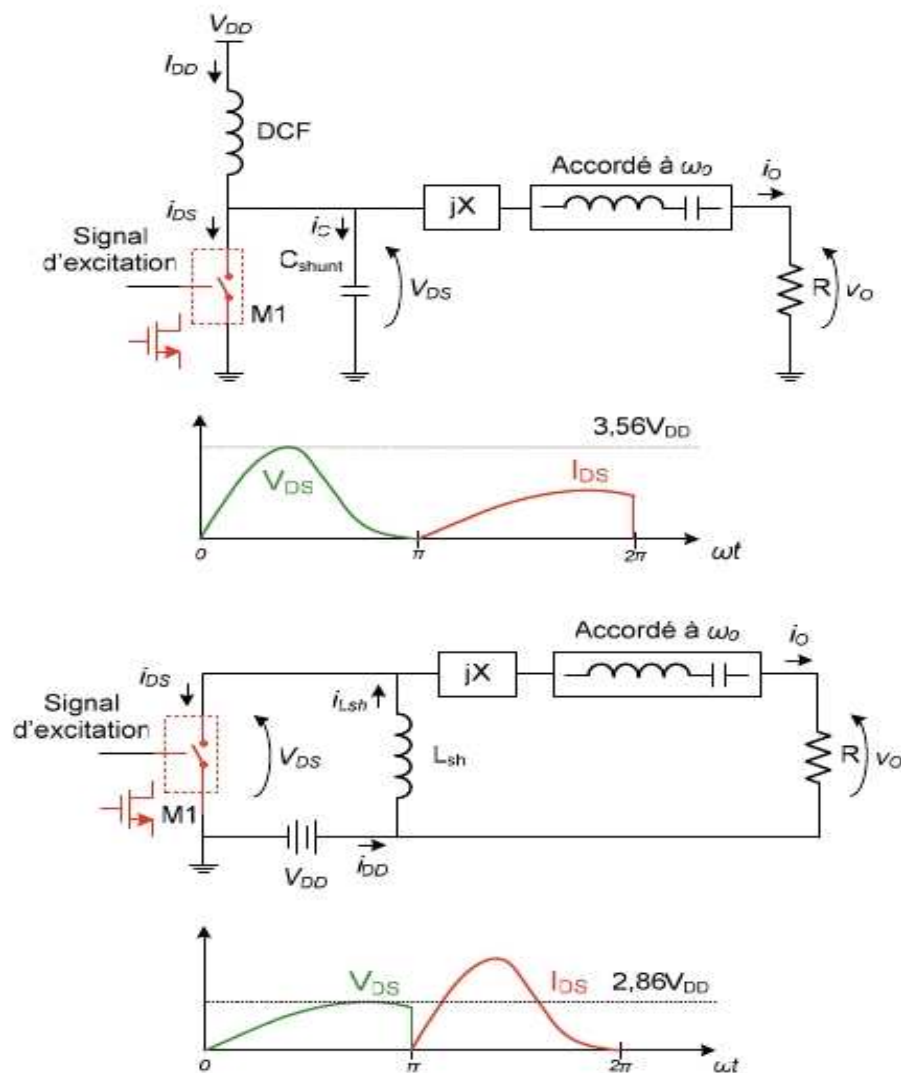 VDD
IDD
DCF
Accordé à ω0
iO
iDS
iC
jX
Signal
d'excitation
Cshunt
VDS
R
vO
M1
3,56VDD
VDS
IDS
0
π
2π
ωt
Accordé à ω0
iO
iDS
jX
Signal
d'excitation
iLsh
VDS
Lsh
R
vO
M1
VDD
iDD
VDS
IDS
2,86VDD
0
π
2π
ωt